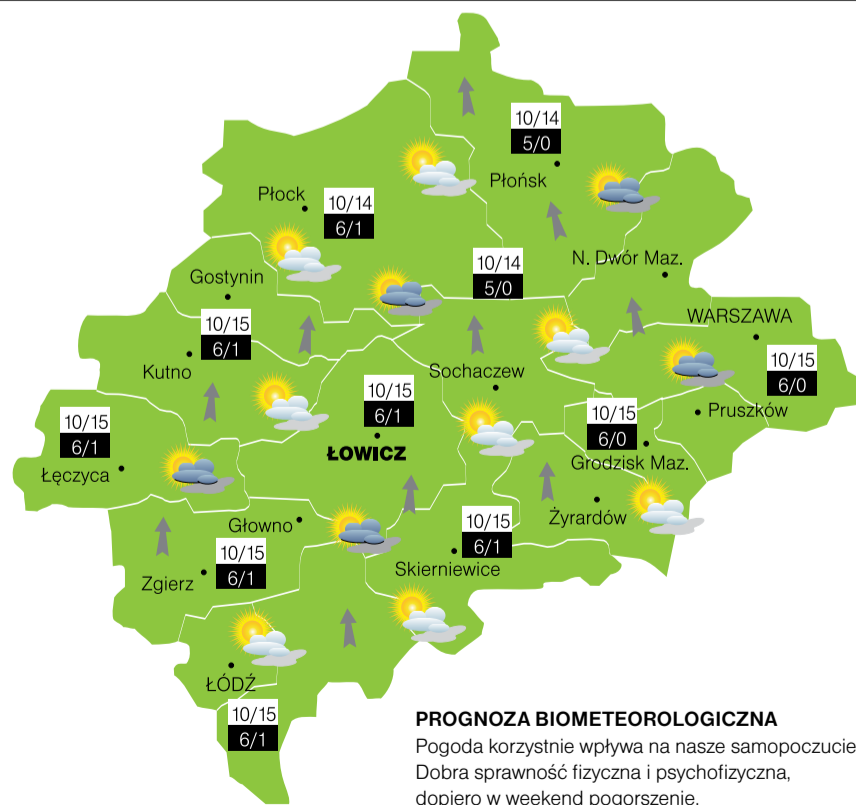 10/14
5/0
Płońsk
Płock
10/14
6/1
N. Dwór Maz.
10/14
5/0
Gostynin
WARSZAWA
10/15
6/1
Kutno
10/15
6/0
Sochaczew
10/15
6/1
ŁOWICZ
Pruszków
10/15
6/0
Grodzisk Maz.
10/15
6/1
Łęczyca
Żyrardów
Głowno
10/15
6/1
Skierniewice
10/15
6/1
Zgierz
ŁÓDŹ
10/15
6/1
PROGNOZA BIOMETEOROLOGICZNA
Pogoda korzystnie wpływa na nasze samopoczucie
Dobra sprawność fizyczna i psychofizyczna,
dopiero w weekend pogorszenie.